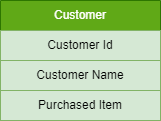 Customer
Customer Id
Customer Name
Purchased Item